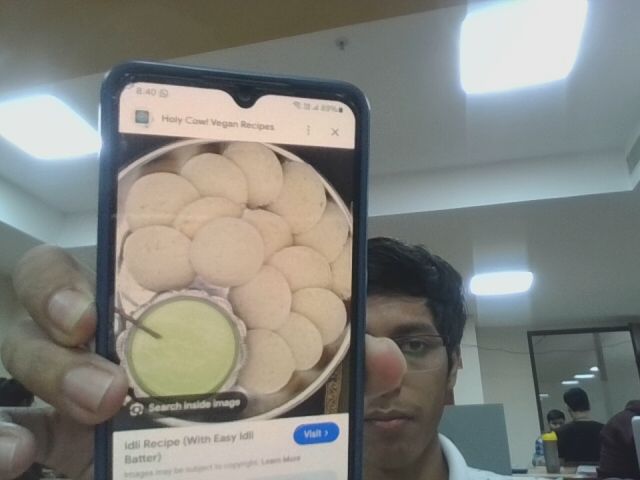 8.40
89%
Holy Cow! Vegan Recipes
Search inside image
Idli Recipe (With Easy Idli
Batter)
Visit >
Images may be subject to copyright. Learn More